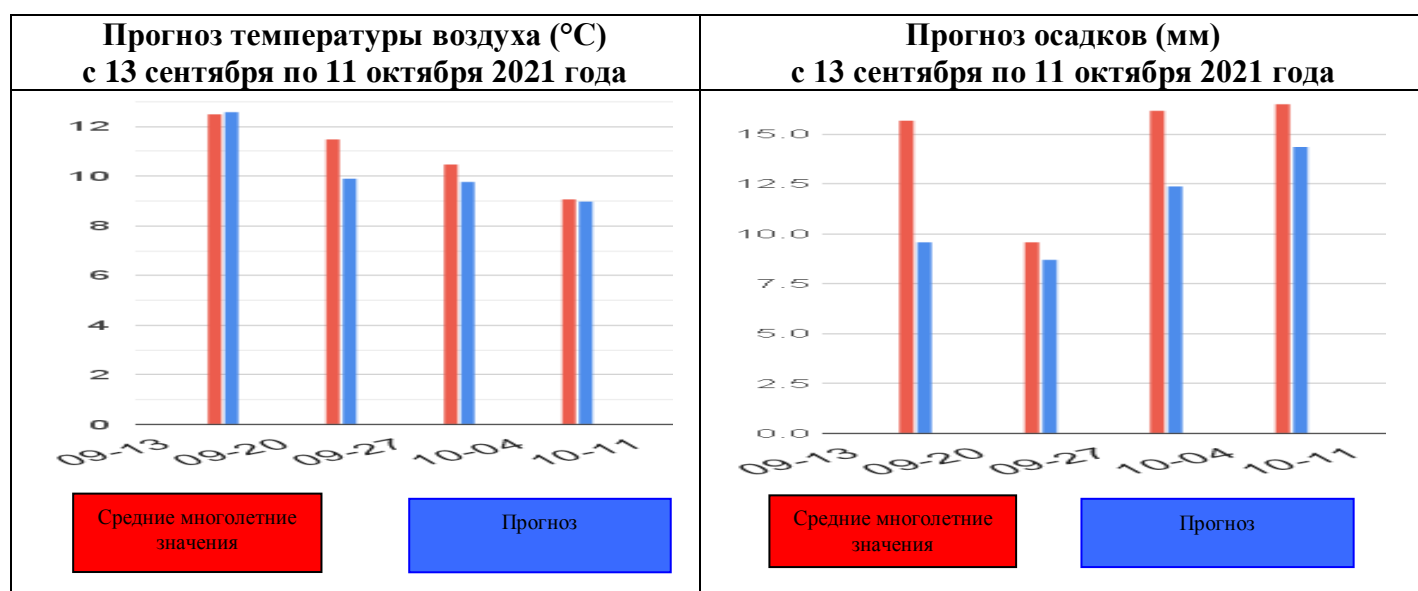 Прогноз температуры воздуха (°С)
с 13 сентября по 11 октября 2021 года
12
10
8
6
4
2
0
09-13
09-20
09-27
10-04
10-11
Средние многолетние
значения
Прогноз
Прогноз осадков (мм)
с 13 сентября по 11 октября 2021 года
15.0
12.5
10.0
7.5
5.0
2.5
0.0
09-13
09-20
09-27
10-04
10-11
Средние многолетние
значения
Прогноз